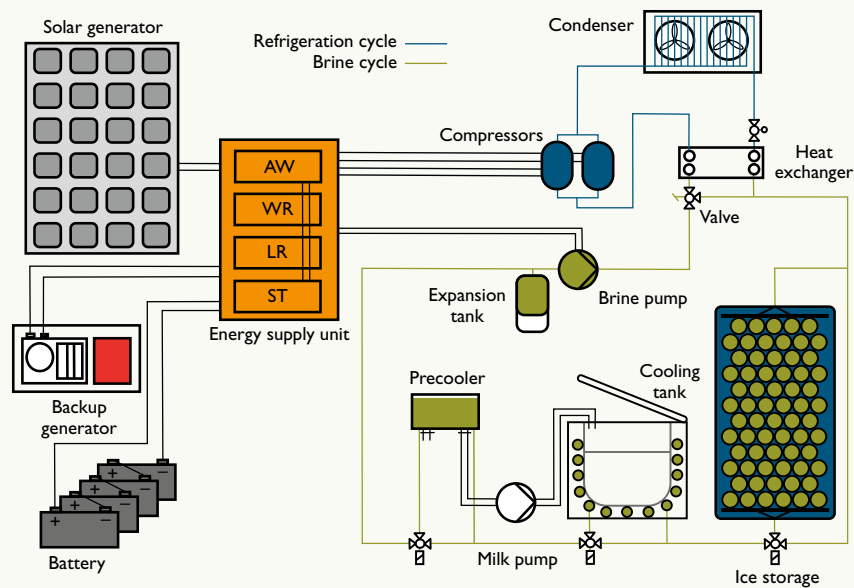 Solar generator
Refrigeration cycle
Brine cycle
Condenser
Compressors
Heat
exchanger
Valve
AW
WR
LR
ST
Energy supply unit
Expansion
tank
Brine pump
Backup
generator
Precooler
Cooling
tank
+ −
+
+
+ −
Battery
Milk pump
Ice storage